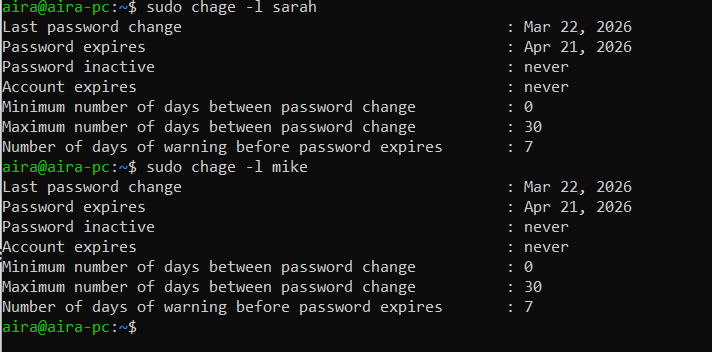 aira@aira-pc:~$ sudo chage -l sarah
Last password change : Mar 22, 2026
Password expires : Apr 21, 2026
Password inactive : never
Account expires : never
Minimum number of days between password change : 0
Maximum number of days between password change : 30
Number of days of warning before password expires : 7
aira@aira-pc:~$ sudo chage -l mike
Last password change : Mar 22, 2026
Password expires : Apr 21, 2026
Password inactive : never
Account expires : never
Minimum number of days between password change : 0
Maximum number of days between password change : 30
Number of days of warning before password expires : 7
aira@aira-pc:~$